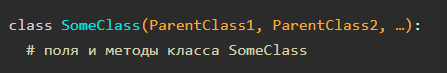 class SomeClass(ParentClass1, ParentClass2, …):
# поля и методы класса SomeClass